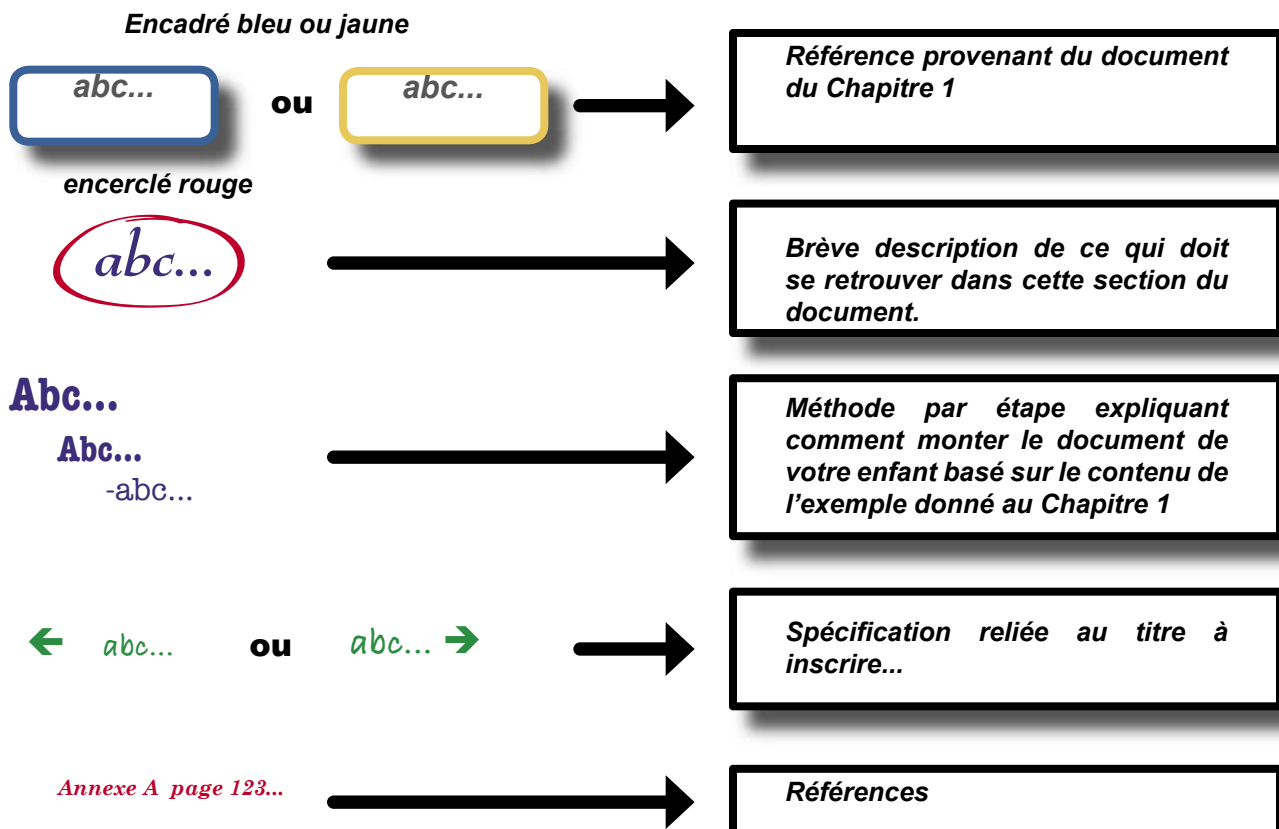 Encadré bleu ou jaune
abc...
ou
abc...
Référence provenant du document
du Chapitre 1
encerclé rouge
abc...
Brève description de ce qui doit
se retrouver dans cette section du
document.
Abc...
Abc...
-abc...
Méthode par étape expliquant
comment monter le document de
votre enfant basé sur le contenu de
l'exemple donné au Chapitre 1
abc...
ou
abc...
Spécification reliée au titre à
inscrire...
Annexe A page 123...
Références